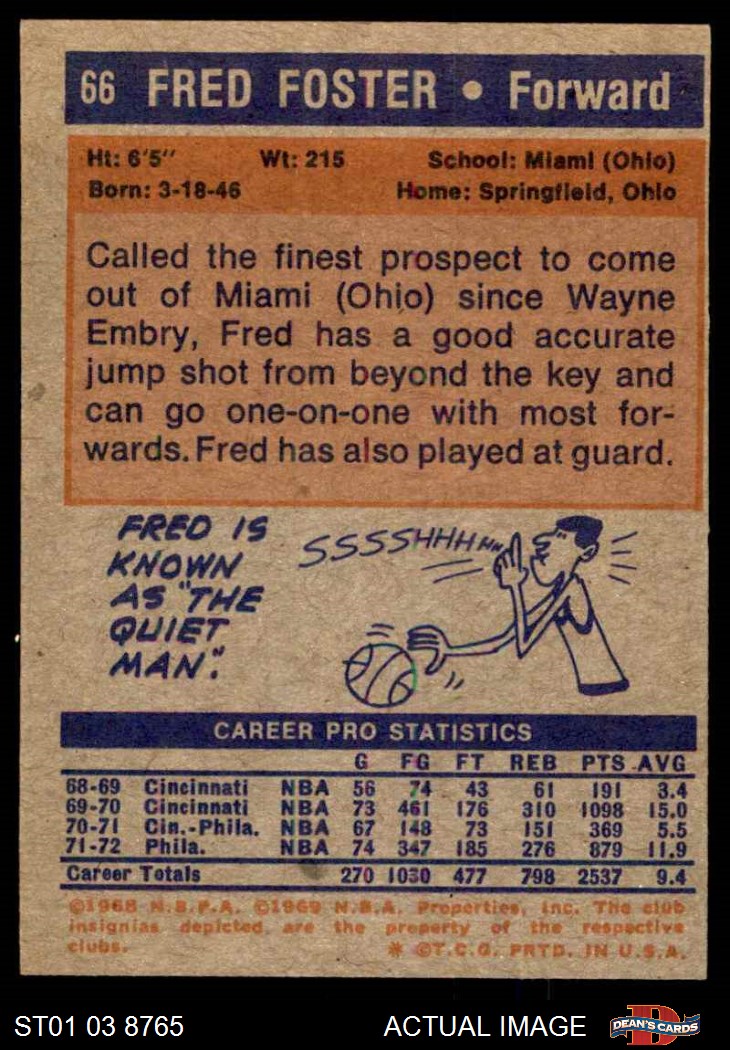 66 FRED FOSTER • Forward
Ht: 6'5" Wt: 215 School: Miami (Ohio)
Born: 3-18-46 Home: Springfield, Ohio
Called the finest prospect to come
out of Miami (Ohio) since Wayne
Embry, Fred has a good accurate
jump shot from beyond the key and
can go one-on-one with most for-
wards. Fred has also played at guard.
FRED IS
KNOWN
AS "THE
QUIET
MAN."
SSSSHHHHH
CAREER PRO STATISTICS
G FG FT REB PTS AVG
68-69 Cincinnati NBA 56 74 43 61 191 3.4
69-70 Cincinnati NBA 73 461 176 310 1098 15.0
70-71 Cin.-Phila. NBA 67 148 73 151 369 5.5
71-72 Phila. NBA 74 347 185 276 879 11.9
Career Totals 270 1030 477 798 2537 9.4
©1968 N.B.P.A. ©1969 N.B.A. Properties, Inc. The club
insignias depicted are the property of the respective
clubs. * ©T.C.G. PRTD. IN U.S.A.
ST01 03 8765 ACTUAL IMAGE DEAN'S CARDS